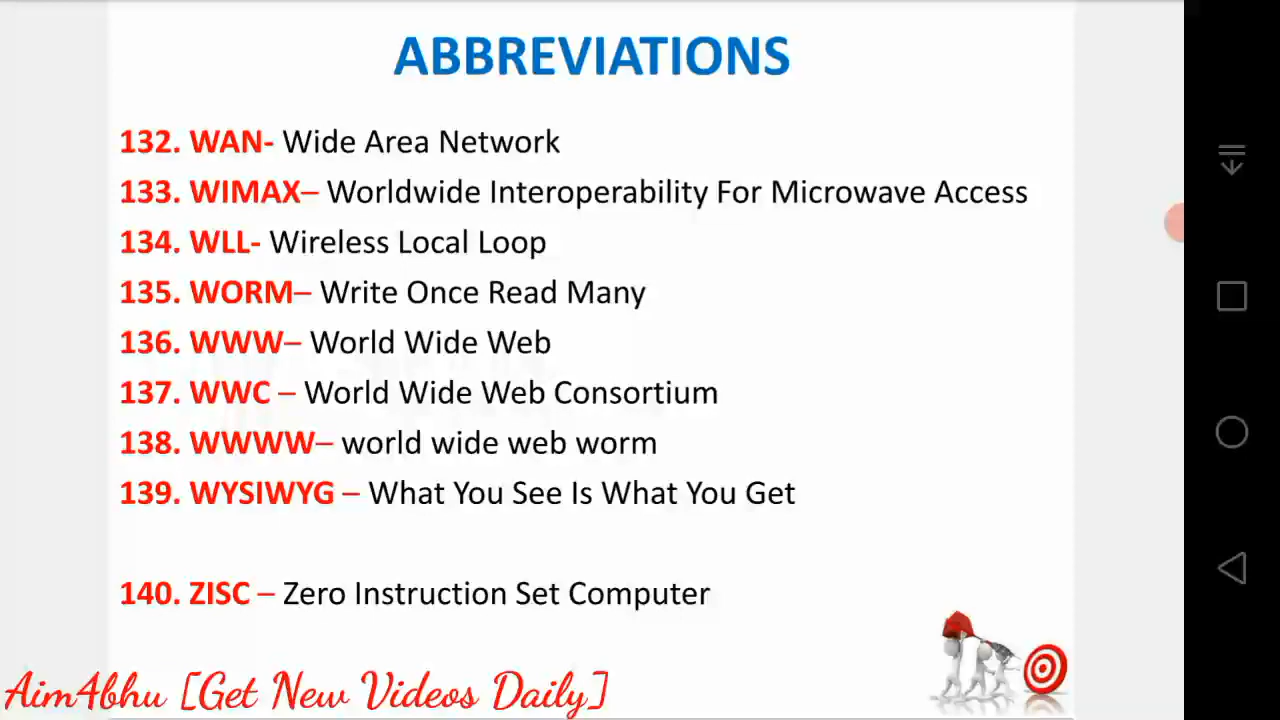 ABBREVIATIONS
132. WAN- Wide Area Network
133. WIMAX– Worldwide Interoperability For Microwave Access
134. WLL- Wireless Local Loop
135. WORM– Write Once Read Many
136. WWW– World Wide Web
137. WWC – World Wide Web Consortium
138. WWWW– world wide web worm
139. WYSIWYG – What You See Is What You Get
140. ZISC – Zero Instruction Set Computer
Aim4bhu [Get New Videos Daily]